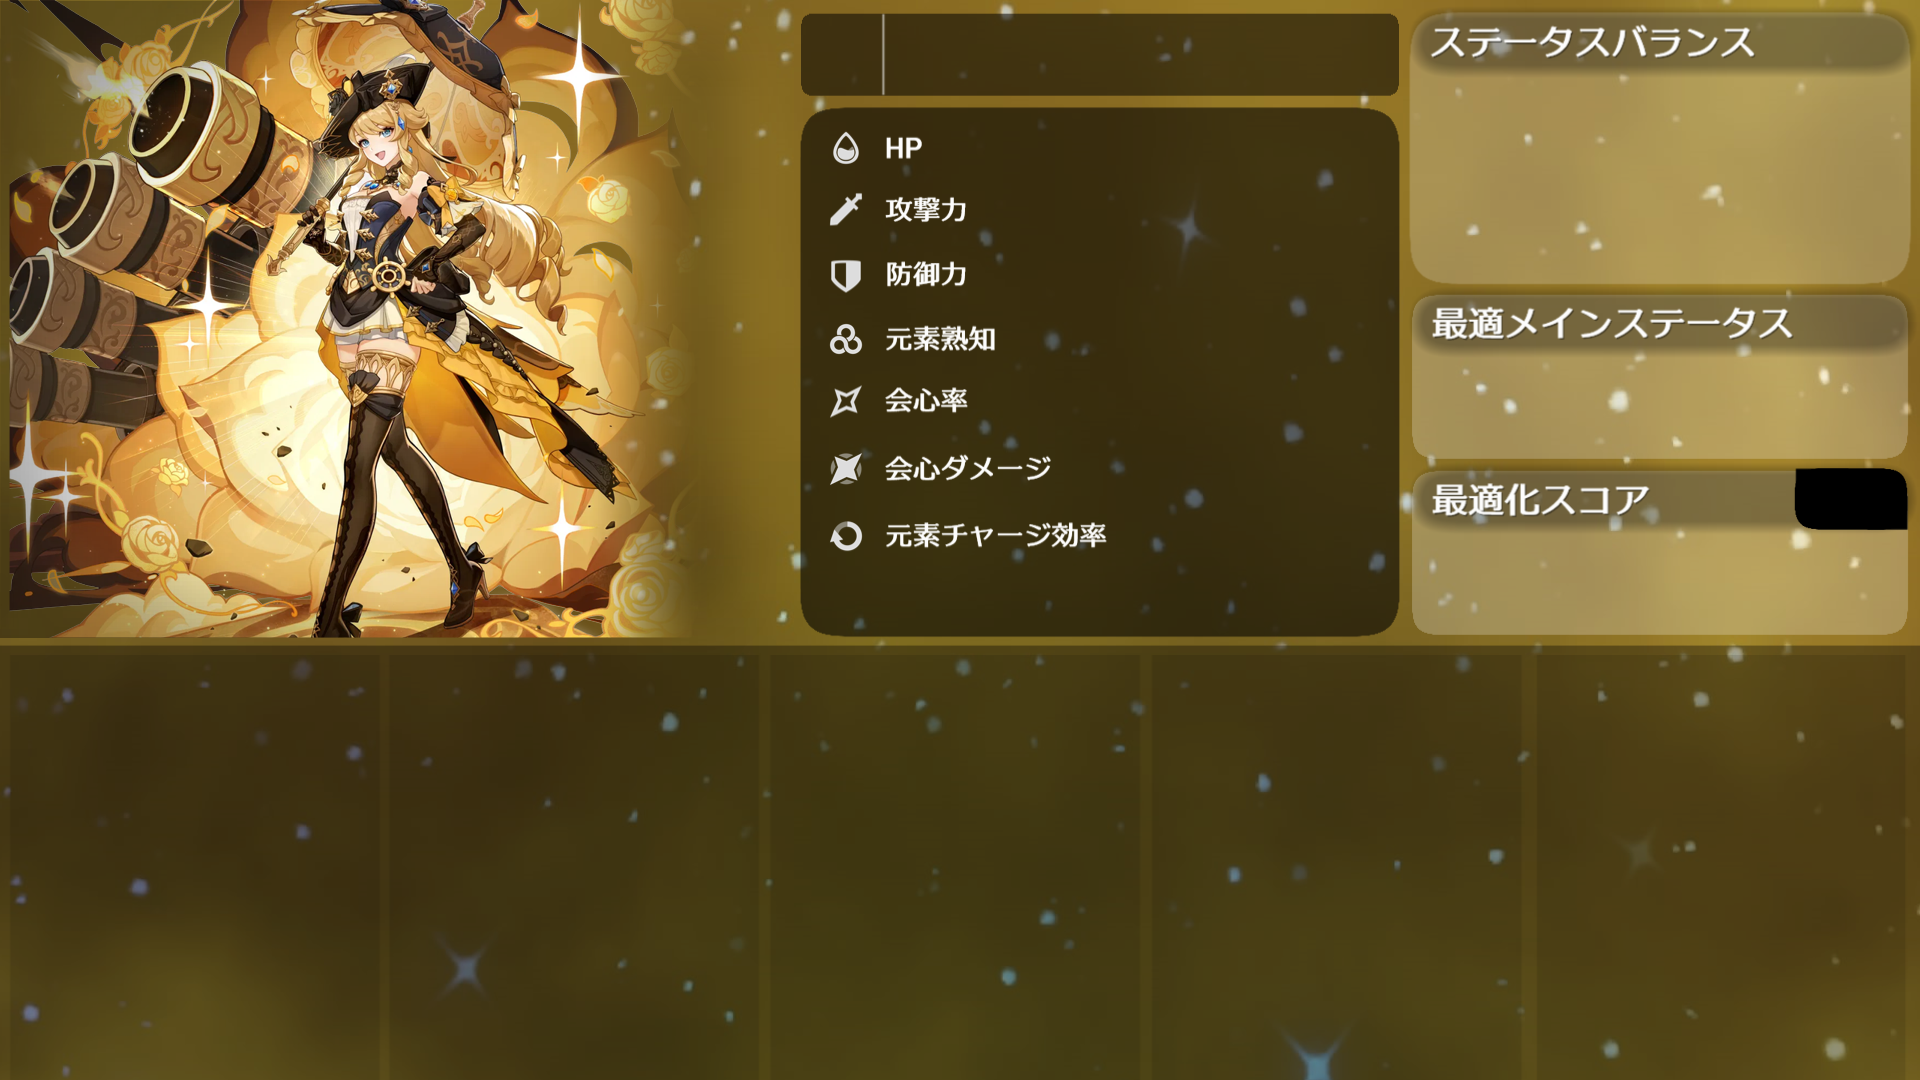 HP
攻撃力
防御力
元素熟知
会心率
会心ダメージ
元素チャージ効率
ステータスバランス
最適メインステータス
最適化スコア